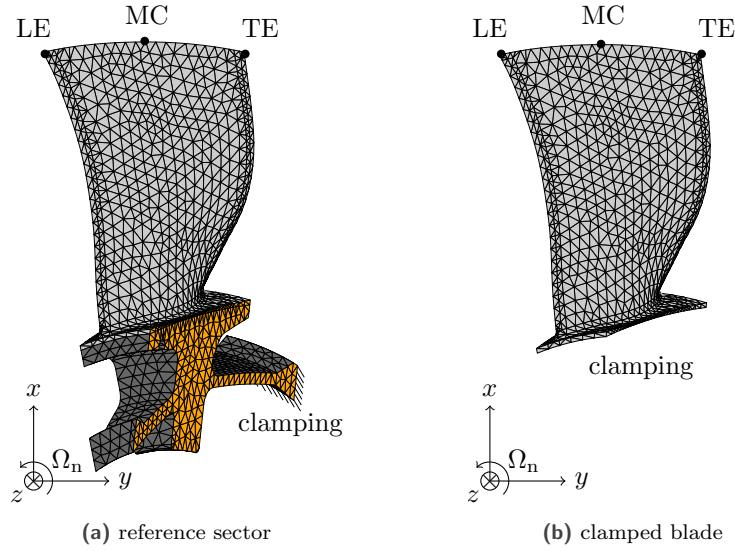 LE MC TE
clamping
x
Ωn
z y
(a) reference sector
LE MC TE
clamping
x
Ωn
z y
(b) clamped blade